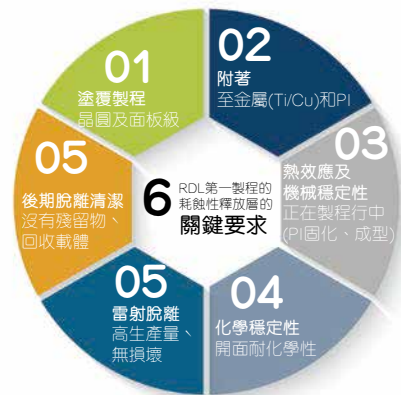 01
塗覆製程
晶圓及面板級
02
附著
至金屬(Ti/Cu)和PI
03
熱效應及
機械穩定性
正在製程行中
(PI固化、成型)
04
化學穩定性
開面耐化學性
05
雷射脫離
高生產量、
無損壞
05
後期脫離清潔
沒有殘留物、
回收載體
6
RDL第一製程的
耗蝕性釋放層的
關鍵要求